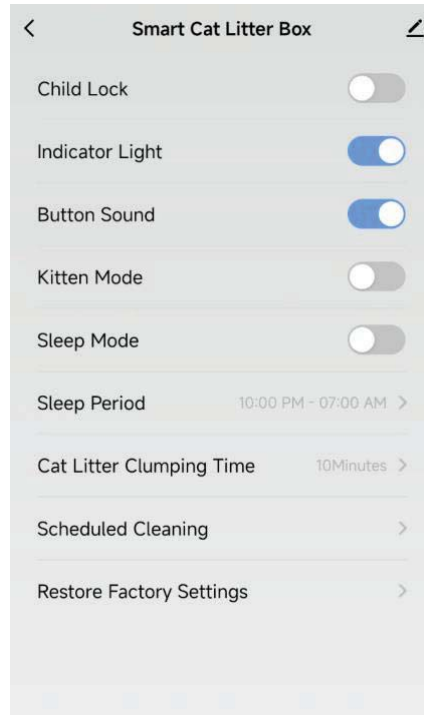 Smart Cat Litter Box
Child Lock
Indicator Light
Button Sound
Kitten Mode
Sleep Mode
Sleep Period 10:00 PM - 07:00 AM
Cat Litter Clumping Time 10Minutes
Scheduled Cleaning
Restore Factory Settings